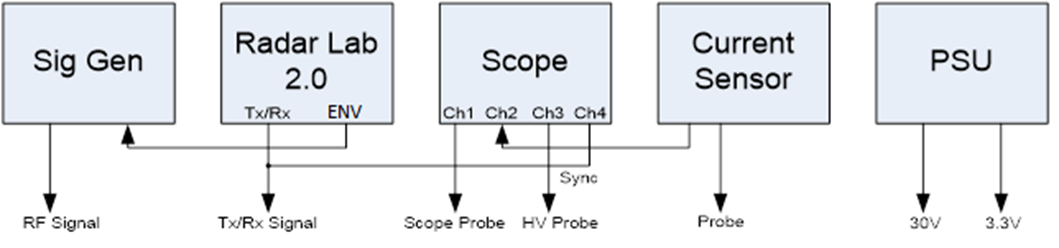 Sig Gen
Radar Lab
2.0
Tx/Rx ENV
Scope
Ch1 Ch2 Ch3 Ch4
Current
Sensor
PSU
Sync
RF Signal
Tx/Rx Signal
Scope Probe
HV Probe
Probe
30V
3.3V